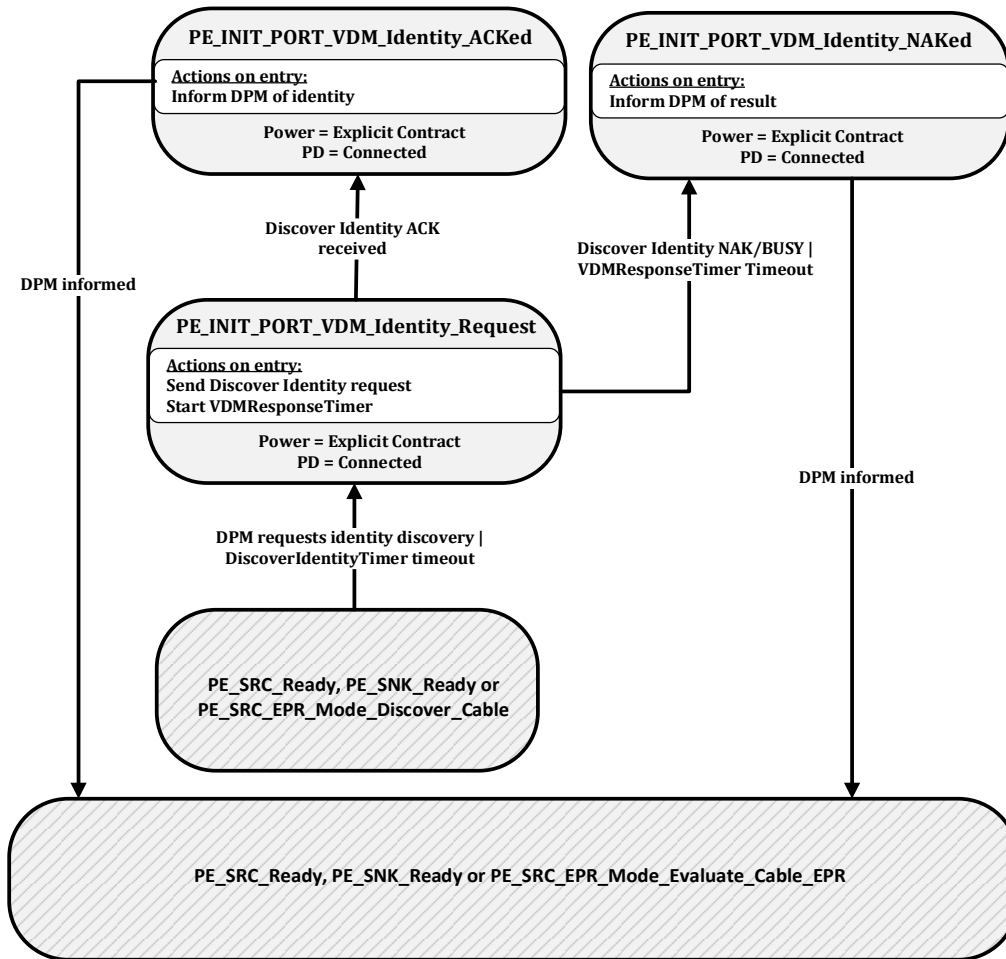 PE_INIT_PORT_VDM_Identity_ACKed
Actions on entry:
Inform DPM of identity
Power = Explicit Contract
PD = Connected
PE_INIT_PORT_VDM_Identity_NAKed
Actions on entry:
Inform DPM of result
Power = Explicit Contract
PD = Connected
Discover Identity ACK
received
Discover Identity NAK/BUSY |
VDMResponseTimer Timeout
DPM informed
PE_INIT_PORT_VDM_Identity_Request
Actions on entry:
Send Discover Identity request
Start VDMResponseTimer
Power = Explicit Contract
PD = Connected
DPM informed
DPM requests identity discovery |
DiscoverIdentityTimer timeout
PE_SRC_Ready, PE_SNK_Ready or
PE_SRC_EPR_Mode_Discover_Cable
PE_SRC_Ready, PE_SNK_Ready or PE_SRC_EPR_Mode_Evaluate_Cable_EPR